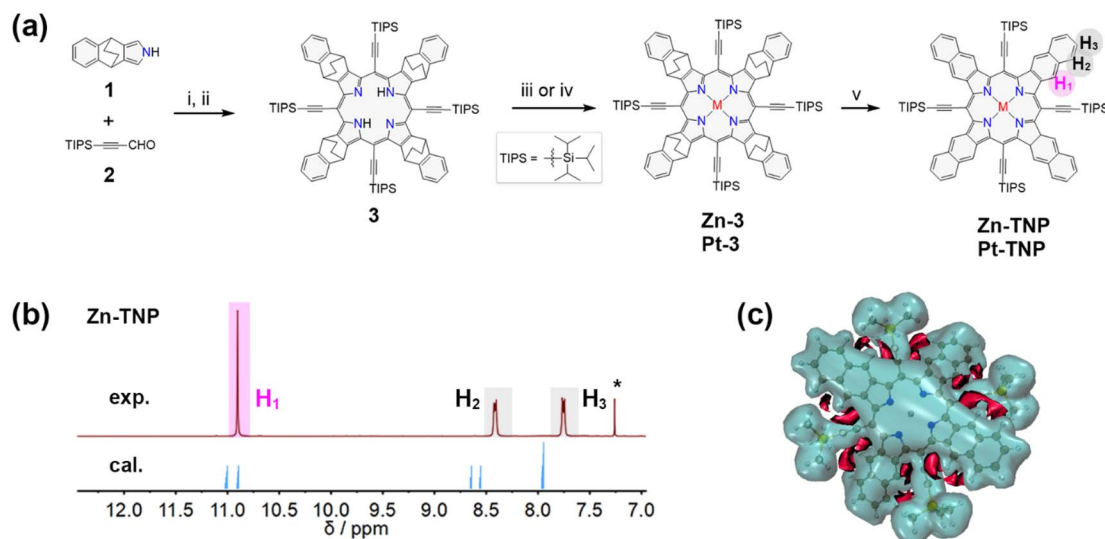 (a)
NH
1
+
TIPS
CHO
2
i, ii
TIPS
N
HN
TIPS
TIPS
NH
N
TIPS
3
iii or iv
TIPS =
Si
TIPS
N
N
TIPS
M
TIPS
N
N
TIPS
Zn-3
Pt-3
v
TIPS
H3
H2
H1
N
N
TIPS
M
TIPS
N
N
TIPS
Zn-TNP
Pt-TNP
(b)
Zn-TNP
exp.
H1
H2
H3
*
cal.
12.0 11.5 11.0 10.5 10.0 9.5 9.0 8.5 8.0 7.5 7.0
δ / ppm
(c)